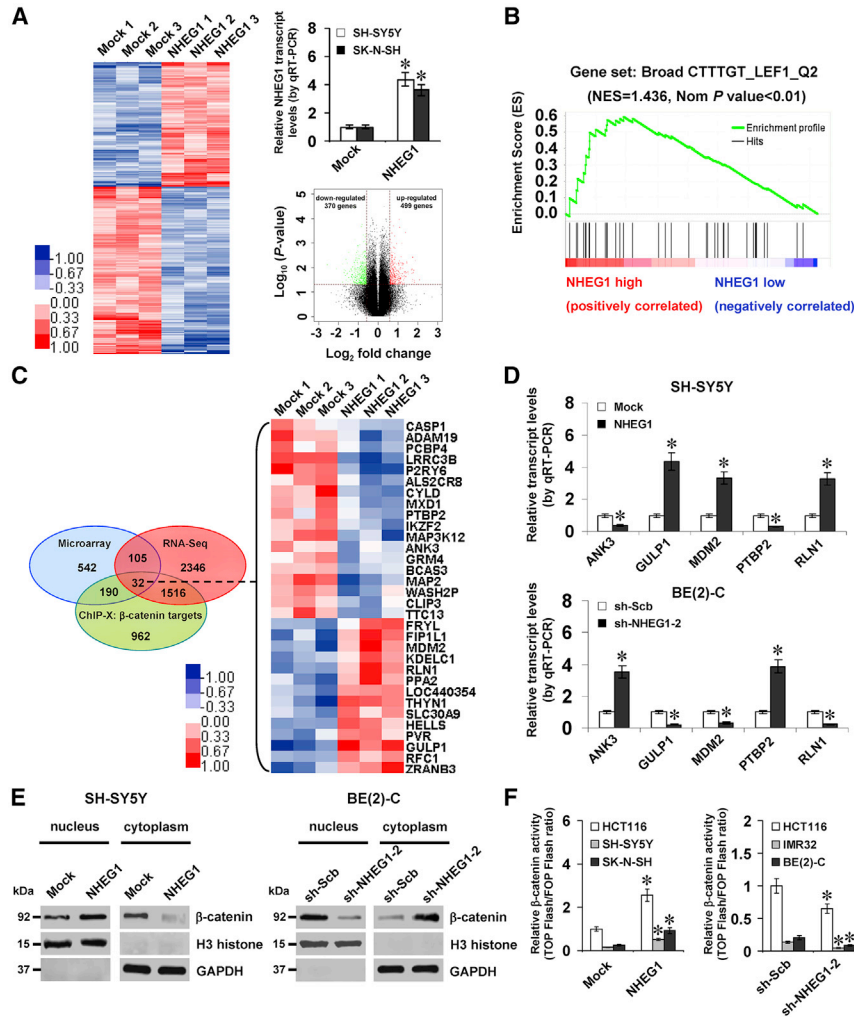 A
Mock 1
Mock 2
Mock 3
NHEG1 1
NHEG1 2
NHEG1 3
-1.00
-0.67
-0.33
0.00
0.33
0.67
1.00
Relative NHEG1 transcript
levels (by qRT-PCR)
8
6
4
2
0
SH-SY5Y
SK-N-SH
*
*
Mock
NHEG1
Log10 (P-value)
5
4
3
2
1
0
down-regulated
370 genes
up-regulated
499 genes
-3 -2 -1 0 1 2 3
Log2 fold change
B
Gene set: Broad CTTTGT_LEF1_Q2
(NES=1.436, Nom P value<0.01)
Enrichment Score (ES)
0.6
0.5
0.4
0.3
0.2
0.1
0.0
Enrichment profile
Hits
NHEG1 high
(positively correlated)
NHEG1 low
(negatively correlated)
C
Microarray
542
105
RNA-Seq
2346
32
190
1516
ChIP-X: β-catenin targets
962
-1.00
-0.67
-0.33
0.00
0.33
0.67
1.00
Mock 1
Mock 2
Mock 3
NHEG1 1
NHEG1 2
NHEG1 3
CASP1
ADAM19
PCBP4
LRRC3B
P2RY6
ALS2CR8
CYLD
MXD1
PTBP2
IKZF2
MAP3K12
ANK3
GRM4
BCAS3
MAP2
WASH2P
CLIP3
TTC13
FRYL
FIP1L1
MDM2
KDELC1
RLN1
PPA2
LOC440354
THYN1
SLC30A9
HELLS
PVR
GULP1
RFC1
ZRANB3
D
SH-SY5Y
Relative transcript levels
(by qRT-PCR)
8
6
4
2
0
Mock
NHEG1
*
*
*
*
*
ANK3
GULP1
MDM2
PTBP2
RLN1
BE(2)-C
Relative transcript levels
(by qRT-PCR)
8
6
4
2
0
sh-Scb
sh-NHEG1-2
*
*
*
*
*
ANK3
GULP1
MDM2
PTBP2
RLN1
E
SH-SY5Y
nucleus
cytoplasm
kDa
Mock
NHEG1
Mock
NHEG1
92
β-catenin
15
H3 histone
37
GAPDH
BE(2)-C
nucleus
cytoplasm
kDa
sh-Scb
sh-NHEG1-2
sh-Scb
sh-NHEG1-2
92
β-catenin
15
H3 histone
37
GAPDH
F
Relative β-catenin activity
(TOP Flash/FOP Flash ratio)
6
4
2
0
HCT116
SH-SY5Y
SK-N-SH
*
*
*
Mock
NHEG1
Relative β-catenin activity
(TOP Flash/FOP Flash ratio)
2
1.5
1
0.5
0
HCT116
IMR32
BE(2)-C
*
*
*
sh-Scb
sh-NHEG1-2